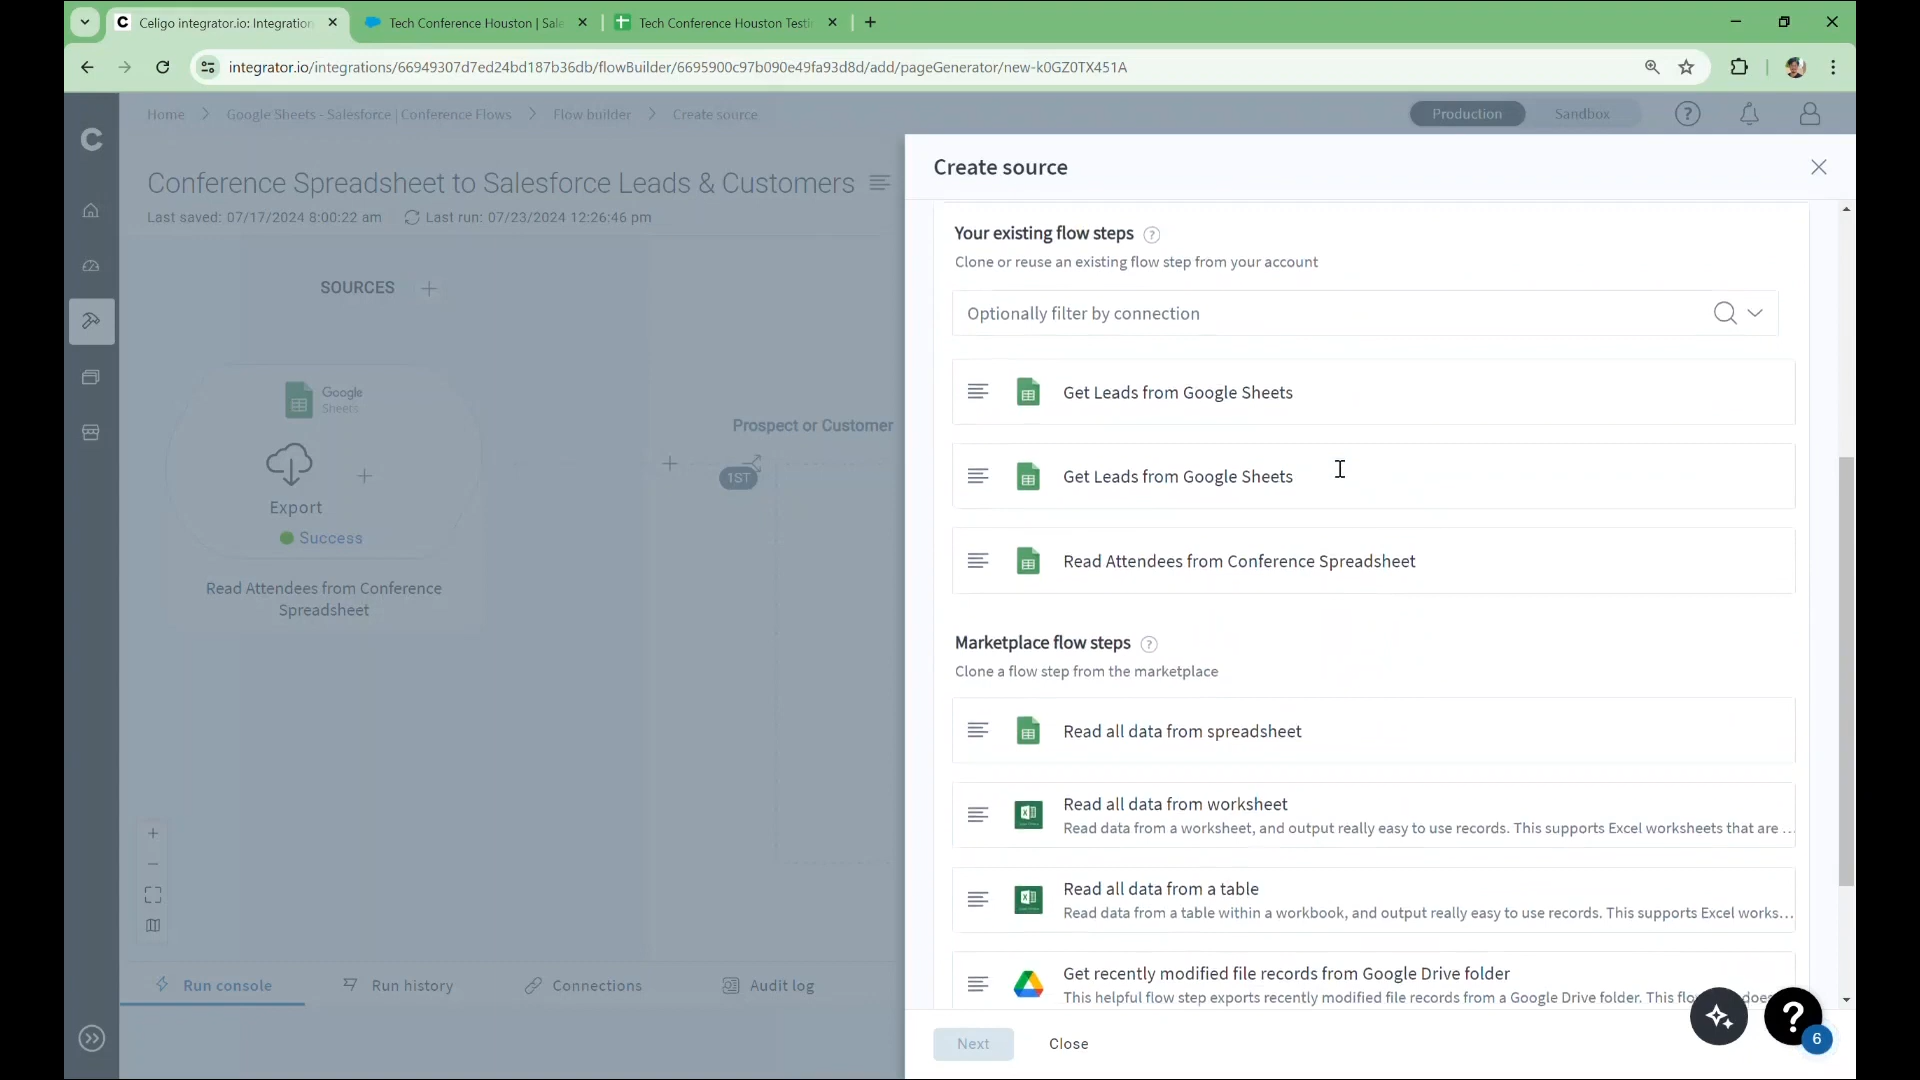 Celigo integrator.io: Integration
Tech Conference Houston | Sale
Tech Conference Houston Testi
integrator.io/integrations/66949307d7ed24bd187b36db/flowBuilder/6695900c97b090e49fa93d8d/add/pageGenerator/new-k0GZ0TX451A
Home
Google Sheets - Salesforce | Conference Flows
Flow builder
Create source
Production
Sandbox
Conference Spreadsheet to Salesforce Leads & Customers
Last saved: 07/17/2024 8:00:22 am
Last run: 07/23/2024 12:26:46 pm
SOURCES
Google
Sheets
Export
Success
Read Attendees from Conference
Spreadsheet
Prospect or Customer
1ST
Run console
Run history
Connections
Audit log
Create source
Your existing flow steps
Clone or reuse an existing flow step from your account
Optionally filter by connection
Get Leads from Google Sheets
Get Leads from Google Sheets
Read Attendees from Conference Spreadsheet
Marketplace flow steps
Clone a flow step from the marketplace
Read all data from spreadsheet
Read all data from worksheet
Read data from a worksheet, and output really easy to use records. This supports Excel worksheets that are ...
Read all data from a table
Read data from a table within a workbook, and output really easy to use records. This supports Excel works...
Get recently modified file records from Google Drive folder
This helpful flow step exports recently modified file records from a Google Drive folder. This
Next
Close
6